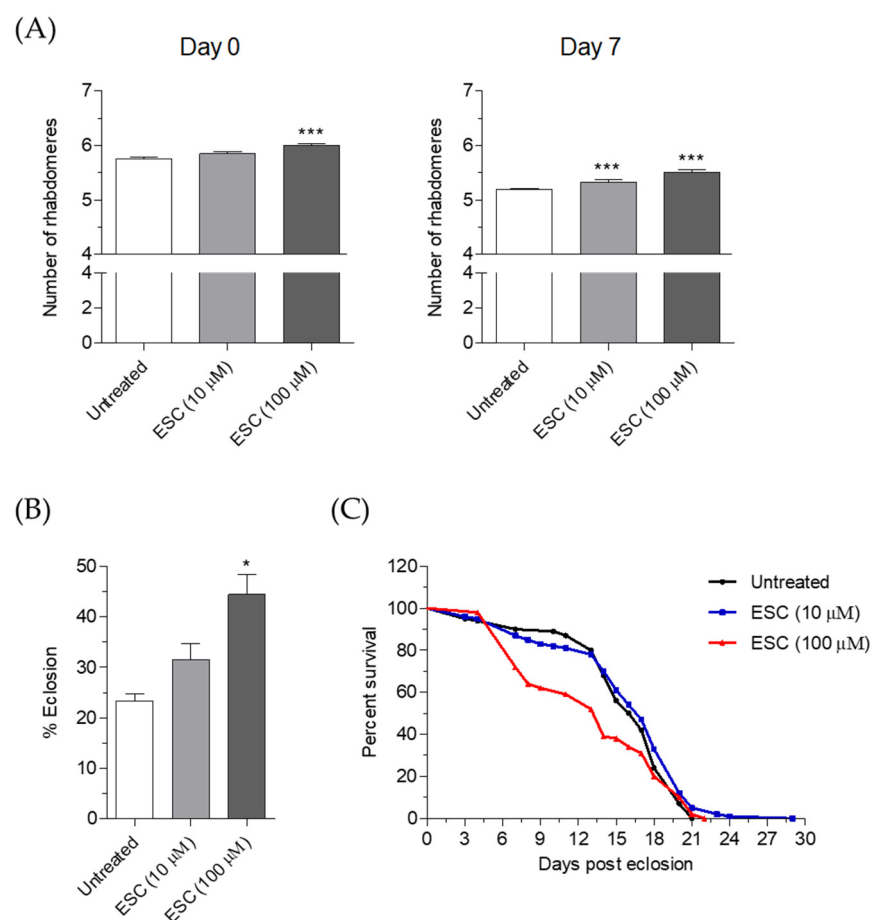 (A)
Day 0
Day 7
Number of rhabdomeres
7
6
5
4
4
2
0
***
Untreated
ESC (10 μM)
ESC (100 μM)
Number of rhabdomeres
7
6
5
4
4
2
0
***
***
Untreated
ESC (10 μM)
ESC (100 μM)
(B)
% Eclosion
50
40
30
20
10
0
*
Untreated
ESC (10 μM)
ESC (100 μM)
(C)
Percent survival
120
100
80
60
40
20
0
0 3 6 9 12 15 18 21 24 27 30
Days post eclosion
Untreated
ESC (10 μM)
ESC (100 μM)